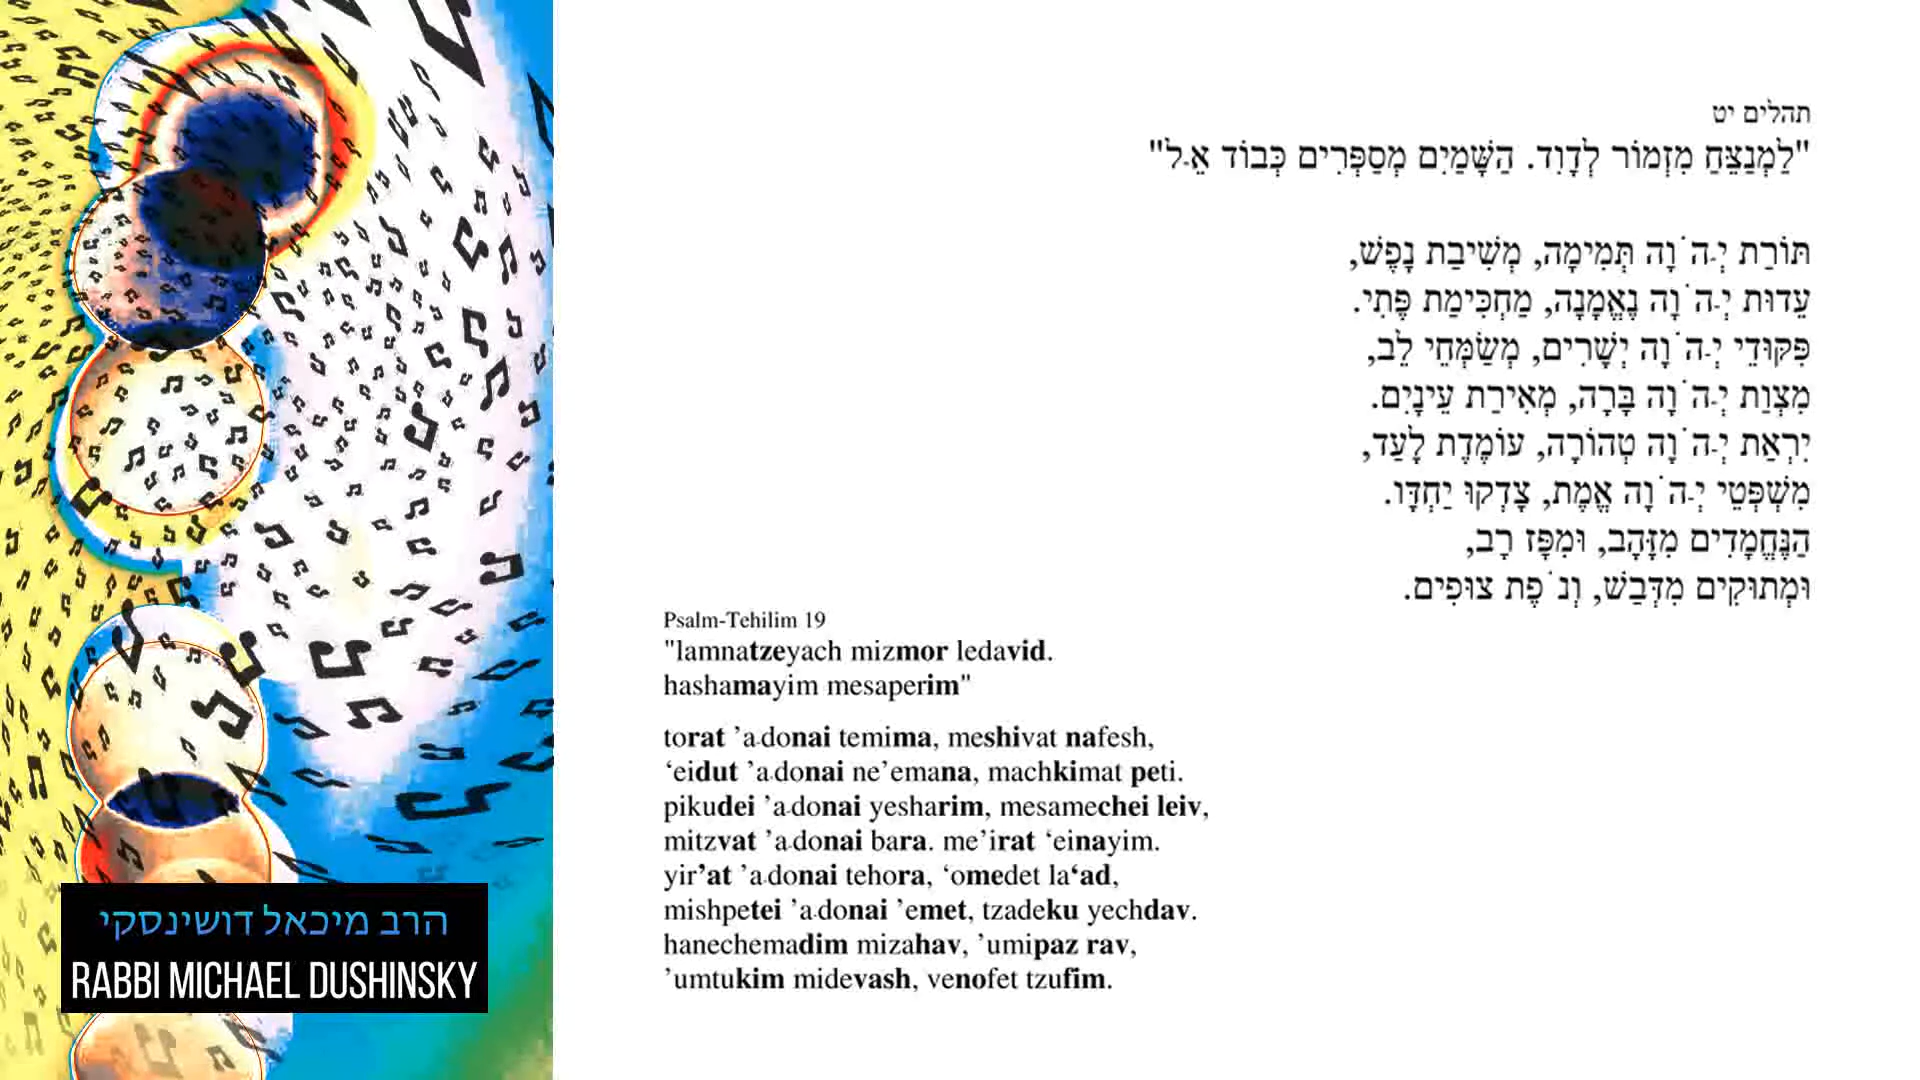 תהלים יט
"לַמְנַצֵּחַ מִזְמוֹר לְדָוִד. הַשָּׁמַיִם מְסַפְּרִים כְּבוֹד אֵ-ל"
תּוֹרַת יְ-הֹוָה תְּמִימָה, מְשִׁיבַת נָפֶשׁ,
עֵדוּת יְ-הֹוָה נֶאֱמָנָה, מַחְכִּימַת פֶּתִי.
פִּקּוּדֵי יְ-הֹוָה יְשָׁרִים, מְשַׂמְּחֵי לֵב,
מִצְוַת יְ-הֹוָה בָּרָה, מְאִירַת עֵינָיִם.
יִרְאַת יְ-הֹוָה טְהוֹרָה, עוֹמֶדֶת לָעַד,
מִשְׁפְּטֵי יְ-הֹוָה אֱמֶת, צָדְקוּ יַחְדָּו.
הַנֶּחֱמָדִים מִזָּהָב, וּמִפָּז רָב,
וּמְתוּקִים מִדְּבַשׁ, וְנֹפֶת צוּפִים.
Psalm-Tehilim 19
"lamnatzeyach mizmor ledavid.
hashamayim mesaperim"
torat ’a-donai temima, meshivat nafesh,
‘eidut ’a-donai ne’emana, machkimat peti.
pikudei ’a-donai yesharim, mesamechei leiv,
mitzvat ’a-donai bara. me’irat ‘einayim.
yir’at ’a-donai tehora, ‘omedet la‘ad,
mishpetei ’a-donai ’emet, tzadeku yechdav.
hanechemadim mizahav, ’umipaz rav,
’umtukim midevash, venofet tzufim.
הרב מיכאל דושינסקי
RABBI MICHAEL DUSHINSKY